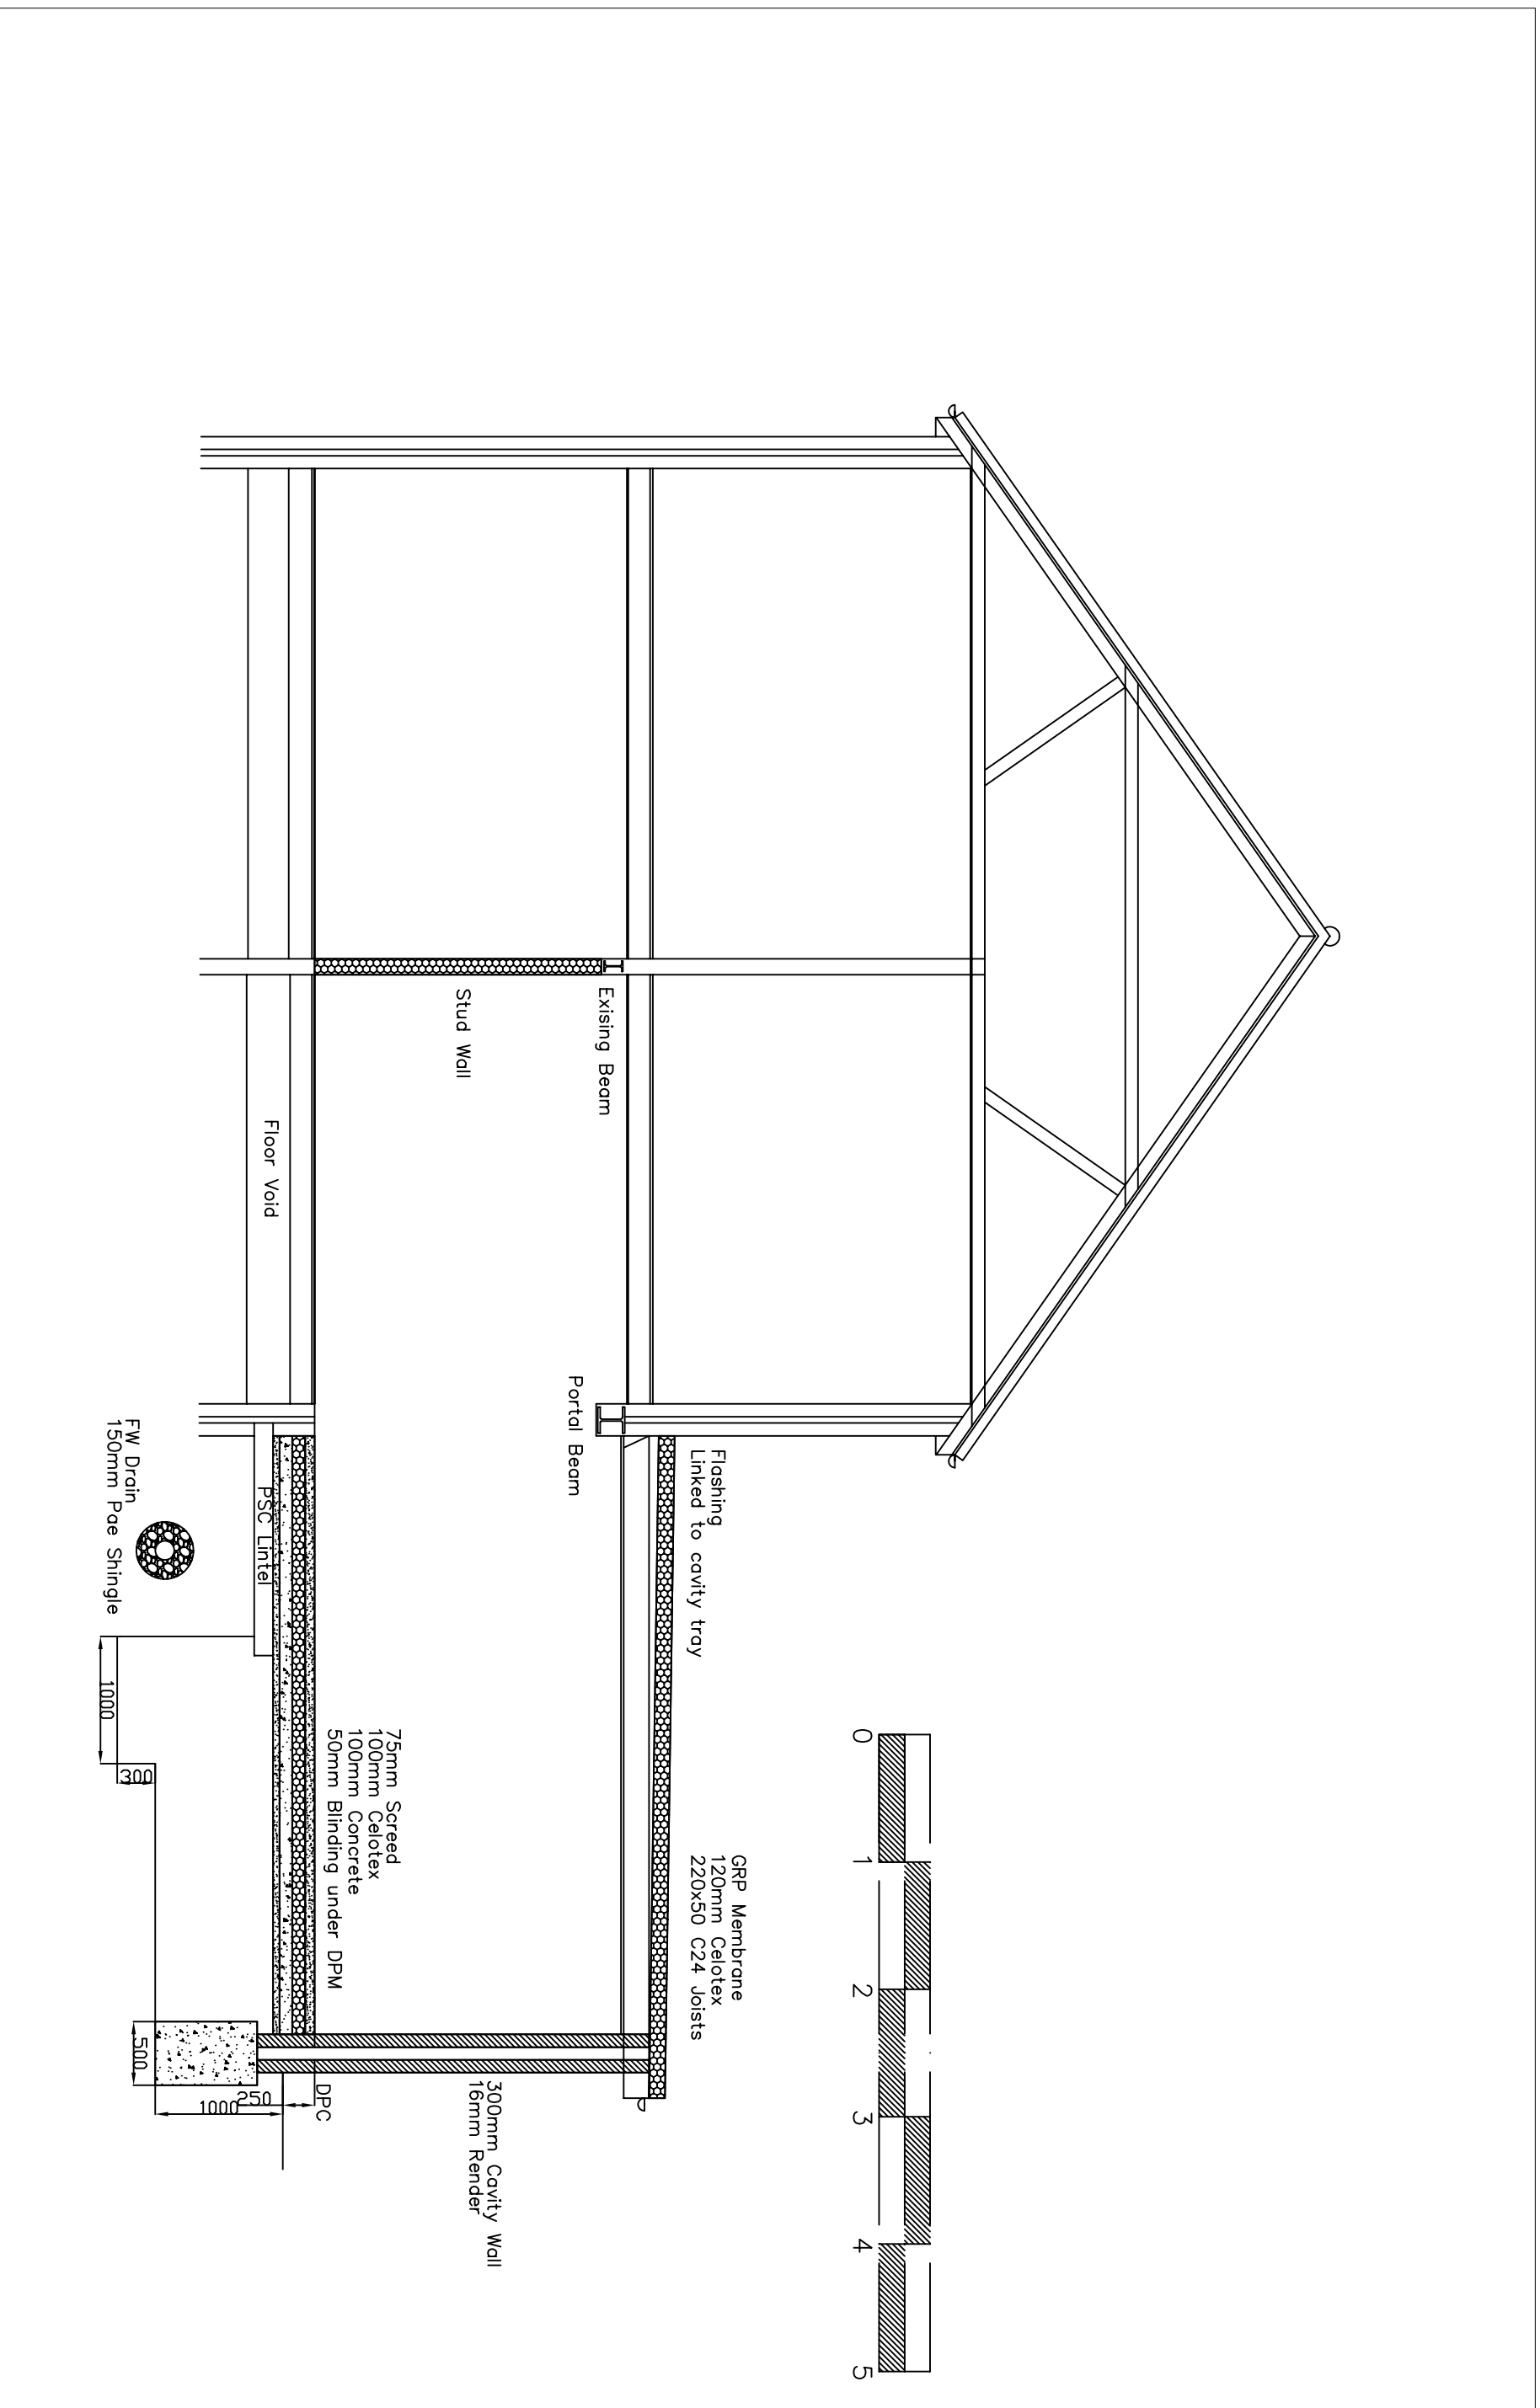 0
1
2
3
4
5
GRP Membrane
120mm Celotex
220x50 C24 Joists
Flashing
Linked to cavity tray
Exising Beam
Portal Beam
Stud Wall
300mm Cavity Wall
16mm Render
75mm Screed
100mm Celotex
100mm Concrete
50mm Blinding under DPM
DPC
Floor Void
PSC Lintel
250
1000
500
FW Drain
150mm Pae Shingle
300
1000